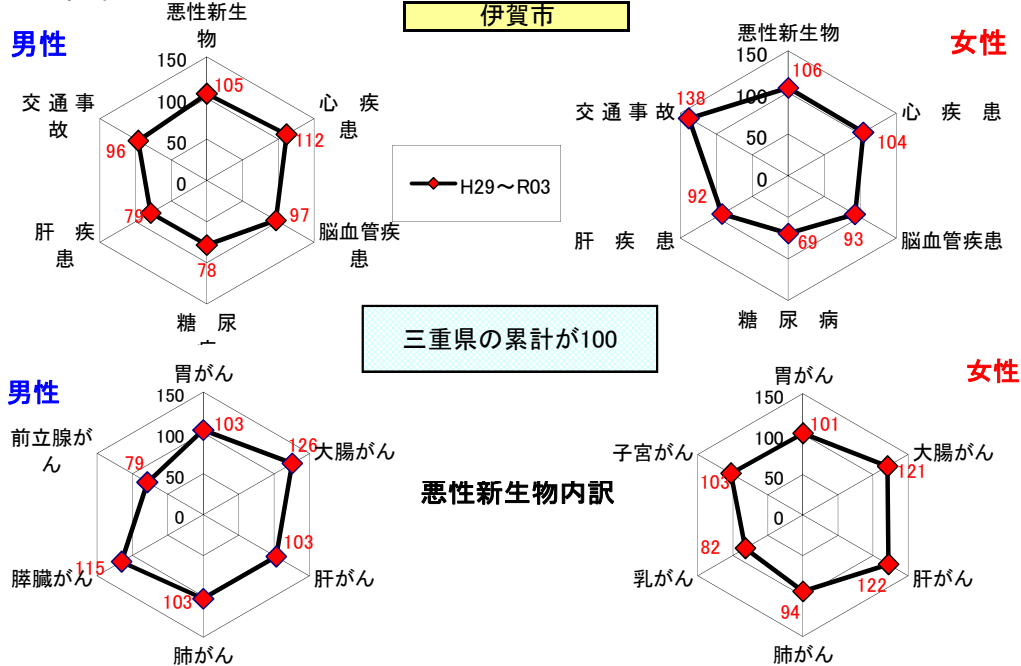 伊賀市
男性
悪性新生
物
150
100
50
0
105
心 疾
患
112
97
脳血管疾
患
78
糖 尿
79
肝 疾
患
交 通 事
故
96
H29～R03
女性
悪性新生物
150
100
50
0
106
心 疾 患
104
93
脳血管疾患
69
糖 尿 病
92
肝 疾 患
交 通 事 故
138
三重県の累計が100
男性
胃がん
150
100
50
0
103
126
大腸がん
103
肝がん
103
肺がん
115
膵臓がん
前立腺が
ん
79
悪性新生物内訳
女性
胃がん
150
100
50
0
101
大腸がん
121
122
肝がん
94
肺がん
82
乳がん
子宮がん
103